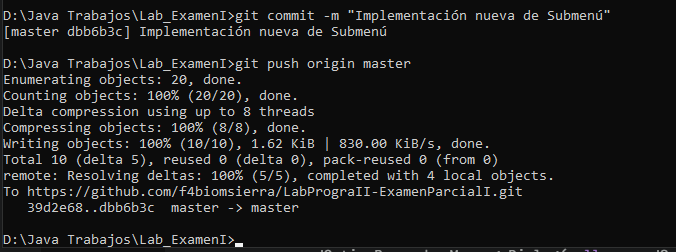 D:\Java Trabajos\Lab_ExamenI>git commit -m "Implementación nueva de Submenú"
[master dbb6b3c] Implementación nueva de Submenú
D:\Java Trabajos\Lab_ExamenI>git push origin master
Enumerating objects: 20, done.
Counting objects: 100% (20/20), done.
Delta compression using up to 8 threads
Compressing objects: 100% (8/8), done.
Writing objects: 100% (10/10), 1.62 KiB | 830.00 KiB/s, done.
Total 10 (delta 5), reused 0 (delta 0), pack-reused 0 (from 0)
remote: Resolving deltas: 100% (5/5), completed with 4 local objects.
To https://github.com/f4biomsierra/LabPrograII-ExamenParcialI.git
   39d2e68..dbb6b3c  master -> master
D:\Java Trabajos\Lab_ExamenI>